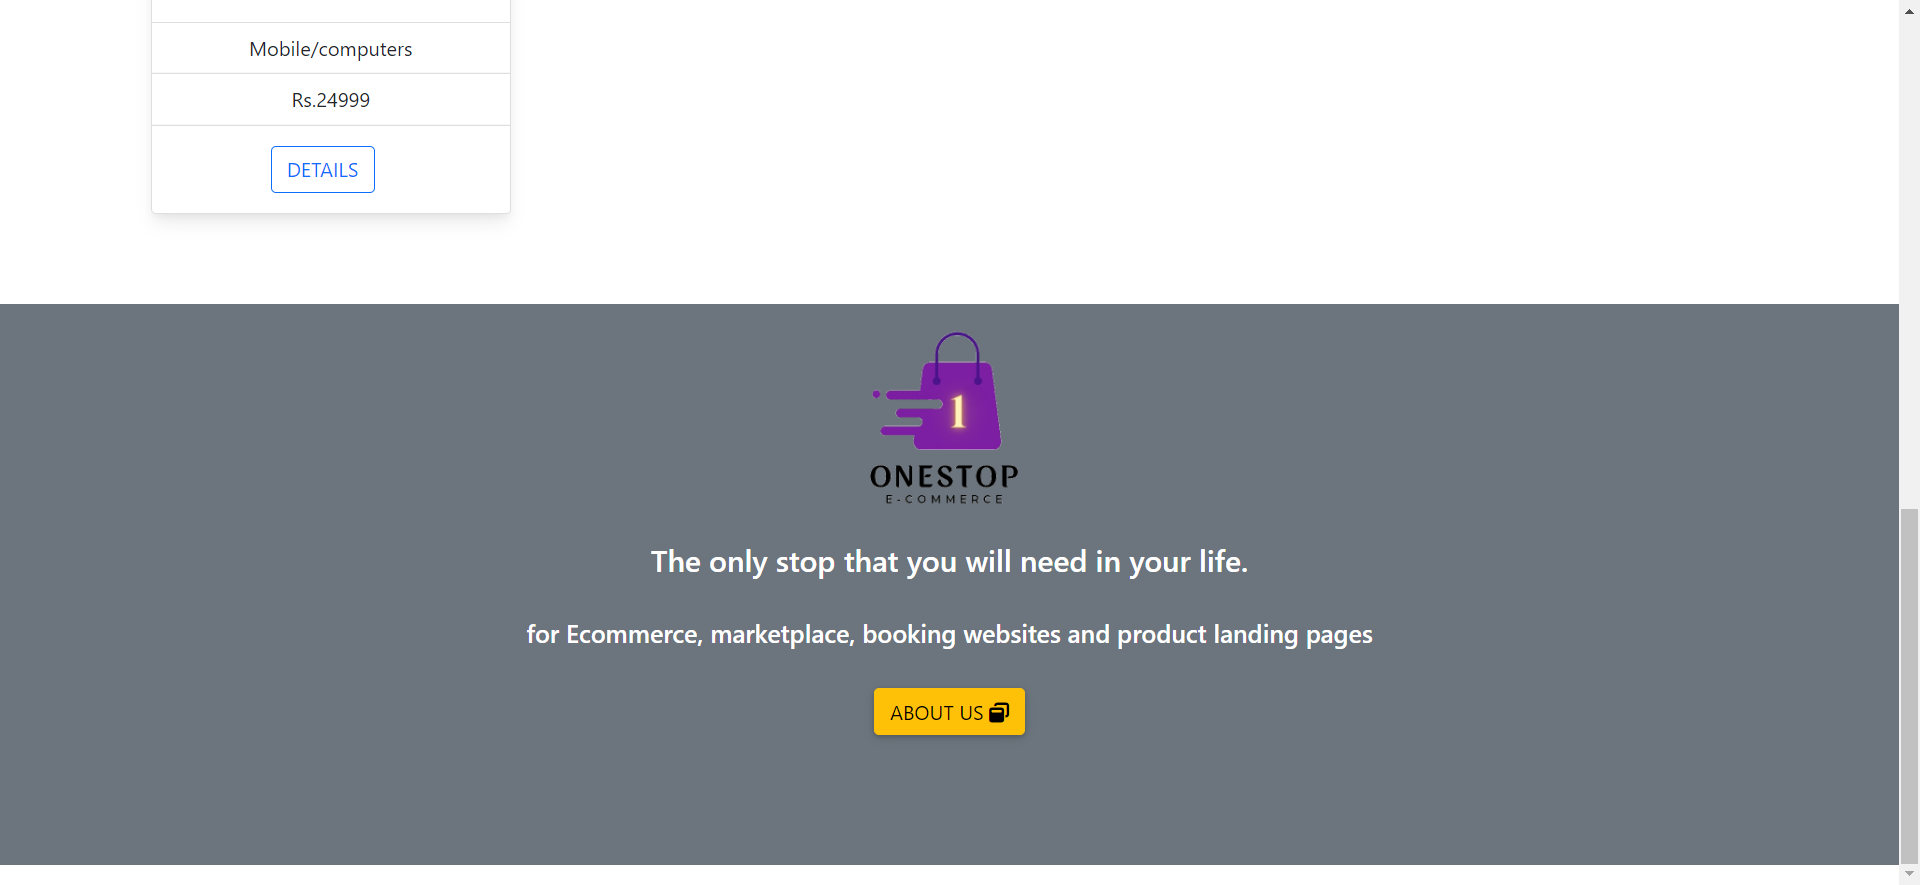 Mobile/computers
Rs.24999
DETAILS
1
ONESTOP
E-COMMERCE
The only stop that you will need in your life.
for Ecommerce, marketplace, booking websites and product landing pages
ABOUT US